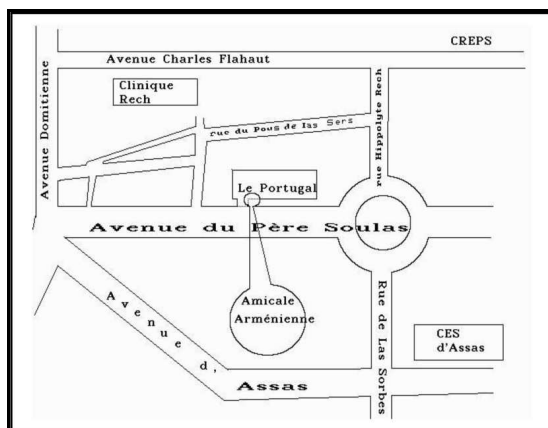 CREPS
Avenue Charles Flahaut
Clinique
Rech
Avenue Domitienne
rue du Pous de las Sers
rue Hippolyte Rech
Le Portugal
Avenue du Père Soulas
Amicale
Arménienne
Avenue d'
Assas
Rue de Las Sorbes
CES
d'Assas